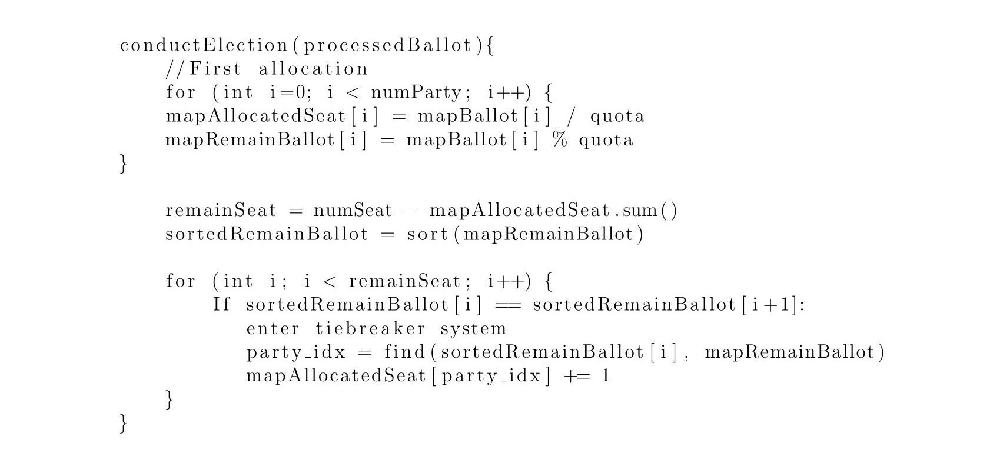 conductElection(processedBallot){
//First allocation
for (int i=0; i < numParty; i++) {
mapAllocatedSeat[i] = mapBallot[i] / quota
mapRemainBallot[i] = mapBallot[i] % quota
}
remainSeat = numSeat - mapAllocatedSeat.sum()
sortedRemainBallot = sort(mapRemainBallot)
for (int i; i < remainSeat; i++) {
If sortedRemainBallot[i] == sortedRemainBallot[i+1]:
enter tiebreaker system
party_idx = find(sortedRemainBallot[i], mapRemainBallot)
mapAllocatedSeat[party_idx] += 1
}
}